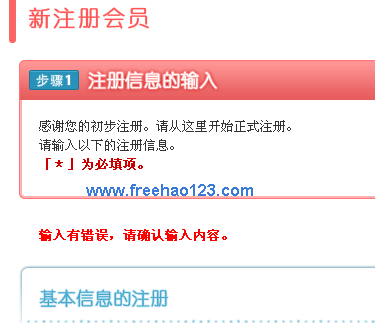 新注册会员
步骤1 注册信息的输入
感谢您的初步注册。请从这里开始正式注册。
请输入以下的注册信息。
「＊」为必填项。
www.freehao123.com
输入有错误，请确认输入内容。
基本信息的注册